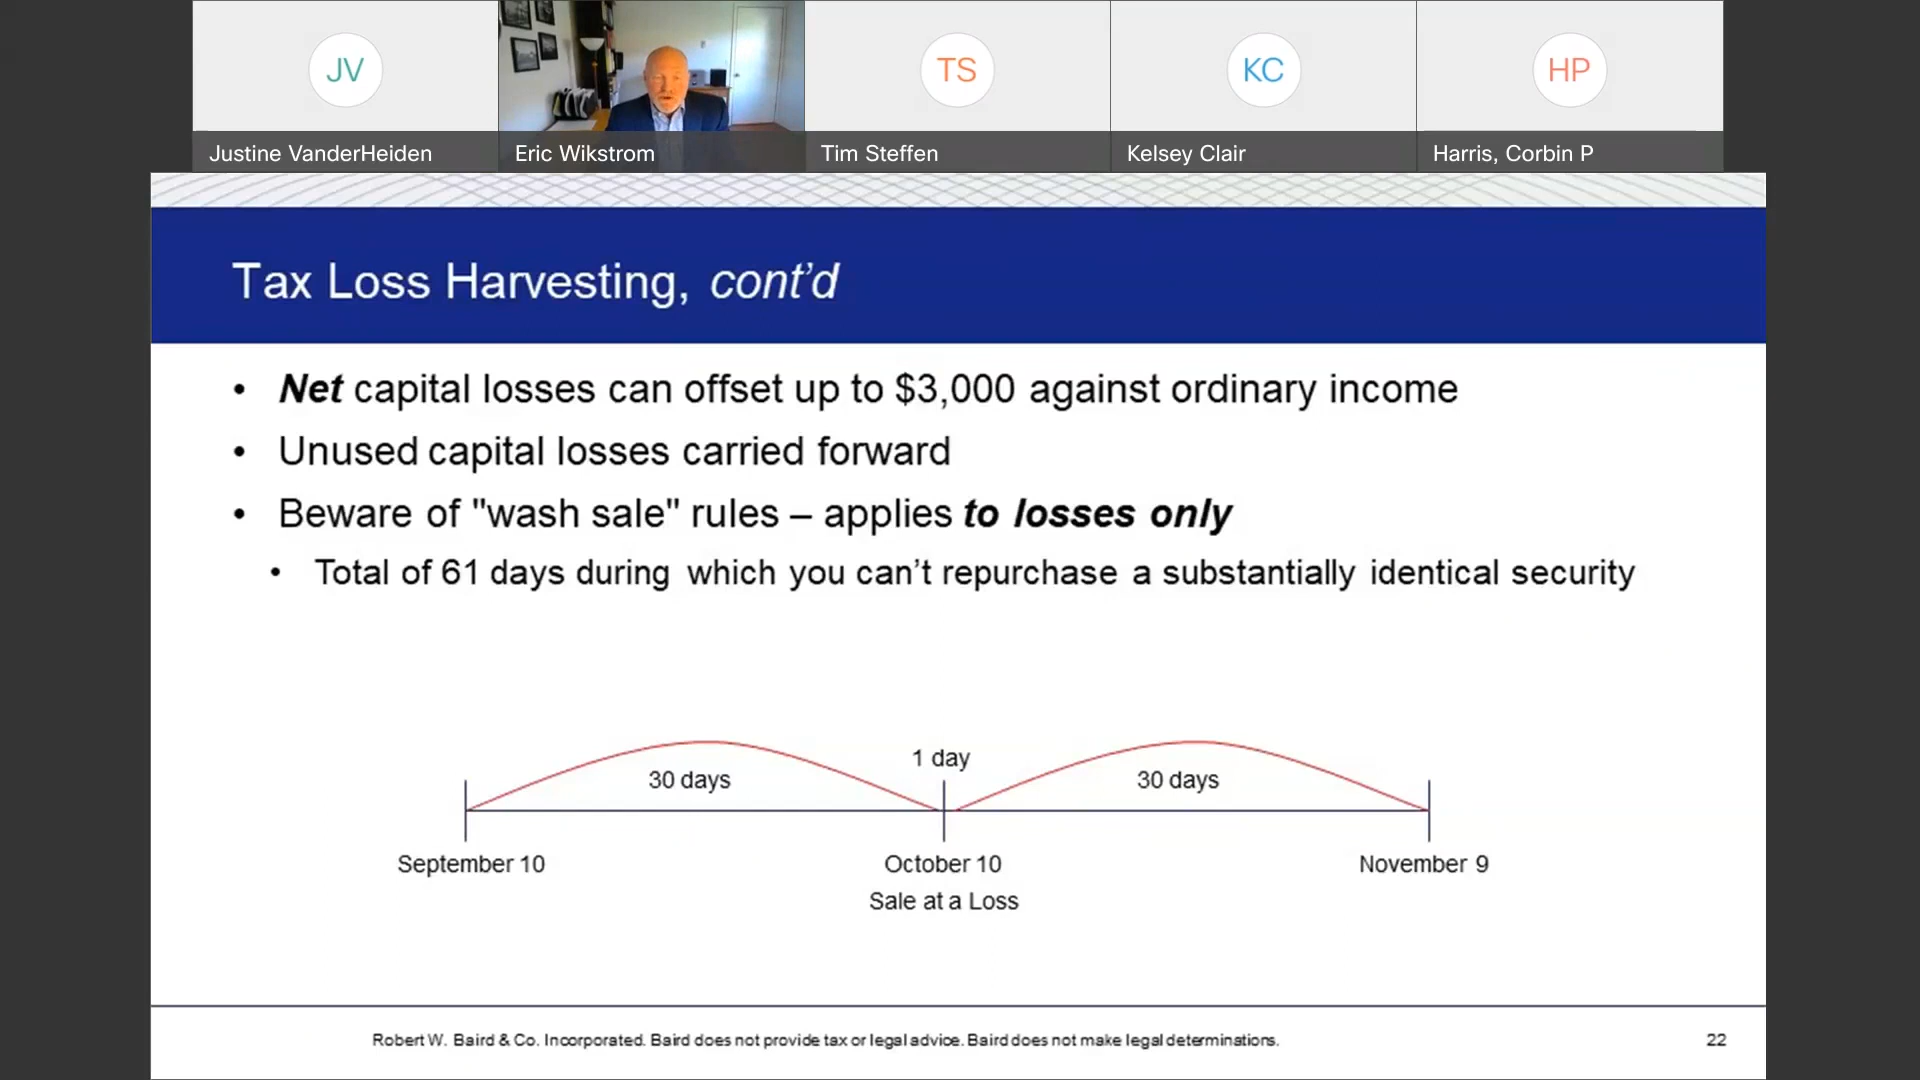 JV
TS
KC
HP
Justine VanderHeiden
Eric Wikstrom
Tim Steffen
Kelsey Clair
Harris, Corbin P
Tax Loss Harvesting, cont’d
• Net capital losses can offset up to $3,000 against ordinary income
• Unused capital losses carried forward
• Beware of "wash sale" rules – applies to losses only
• Total of 61 days during which you can’t repurchase a substantially identical security
1 day
30 days
30 days
September 10
October 10
November 9
Sale at a Loss
Robert W. Baird & Co. Incorporated. Baird does not provide tax or legal advice. Baird does not make legal determinations.
22